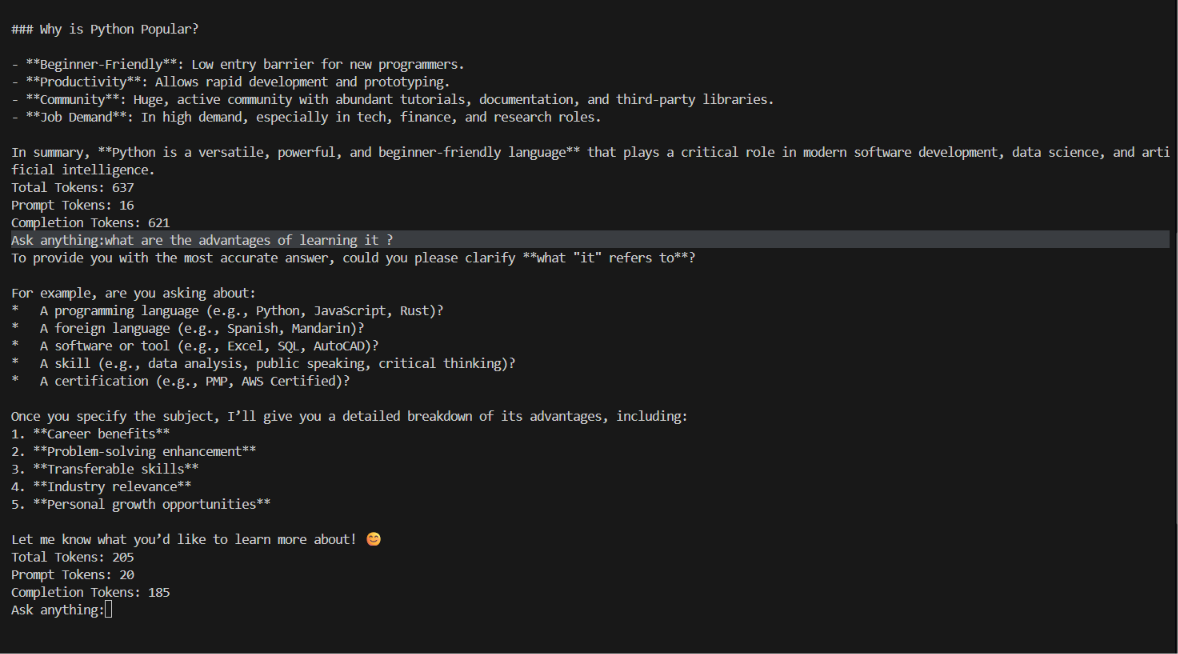 ### Why is Python Popular?
- **Beginner-Friendly**: Low entry barrier for new programmers.
- **Productivity**: Allows rapid development and prototyping.
- **Community**: Huge, active community with abundant tutorials, documentation, and third-party libraries.
- **Job Demand**: In high demand, especially in tech, finance, and research roles.
In summary, **Python is a versatile, powerful, and beginner-friendly language** that plays a critical role in modern software development, data science, and arti
ficial intelligence.
Total Tokens: 637
Prompt Tokens: 16
Completion Tokens: 621
Ask anything:what are the advantages of learning it ?
To provide you with the most accurate answer, could you please clarify **what "it" refers to**?
For example, are you asking about:
*   A programming language (e.g., Python, JavaScript, Rust)?
*   A foreign language (e.g., Spanish, Mandarin)?
*   A software or tool (e.g., Excel, SQL, AutoCAD)?
*   A skill (e.g., data analysis, public speaking, critical thinking)?
*   A certification (e.g., PMP, AWS Certified)?
Once you specify the subject, I’ll give you a detailed breakdown of its advantages, including:
1. **Career benefits**
2. **Problem-solving enhancement**
3. **Transferable skills**
4. **Industry relevance**
5. **Personal growth opportunities**
Let me know what you’d like to learn more about! 😊
Total Tokens: 205
Prompt Tokens: 20
Completion Tokens: 185
Ask anything: